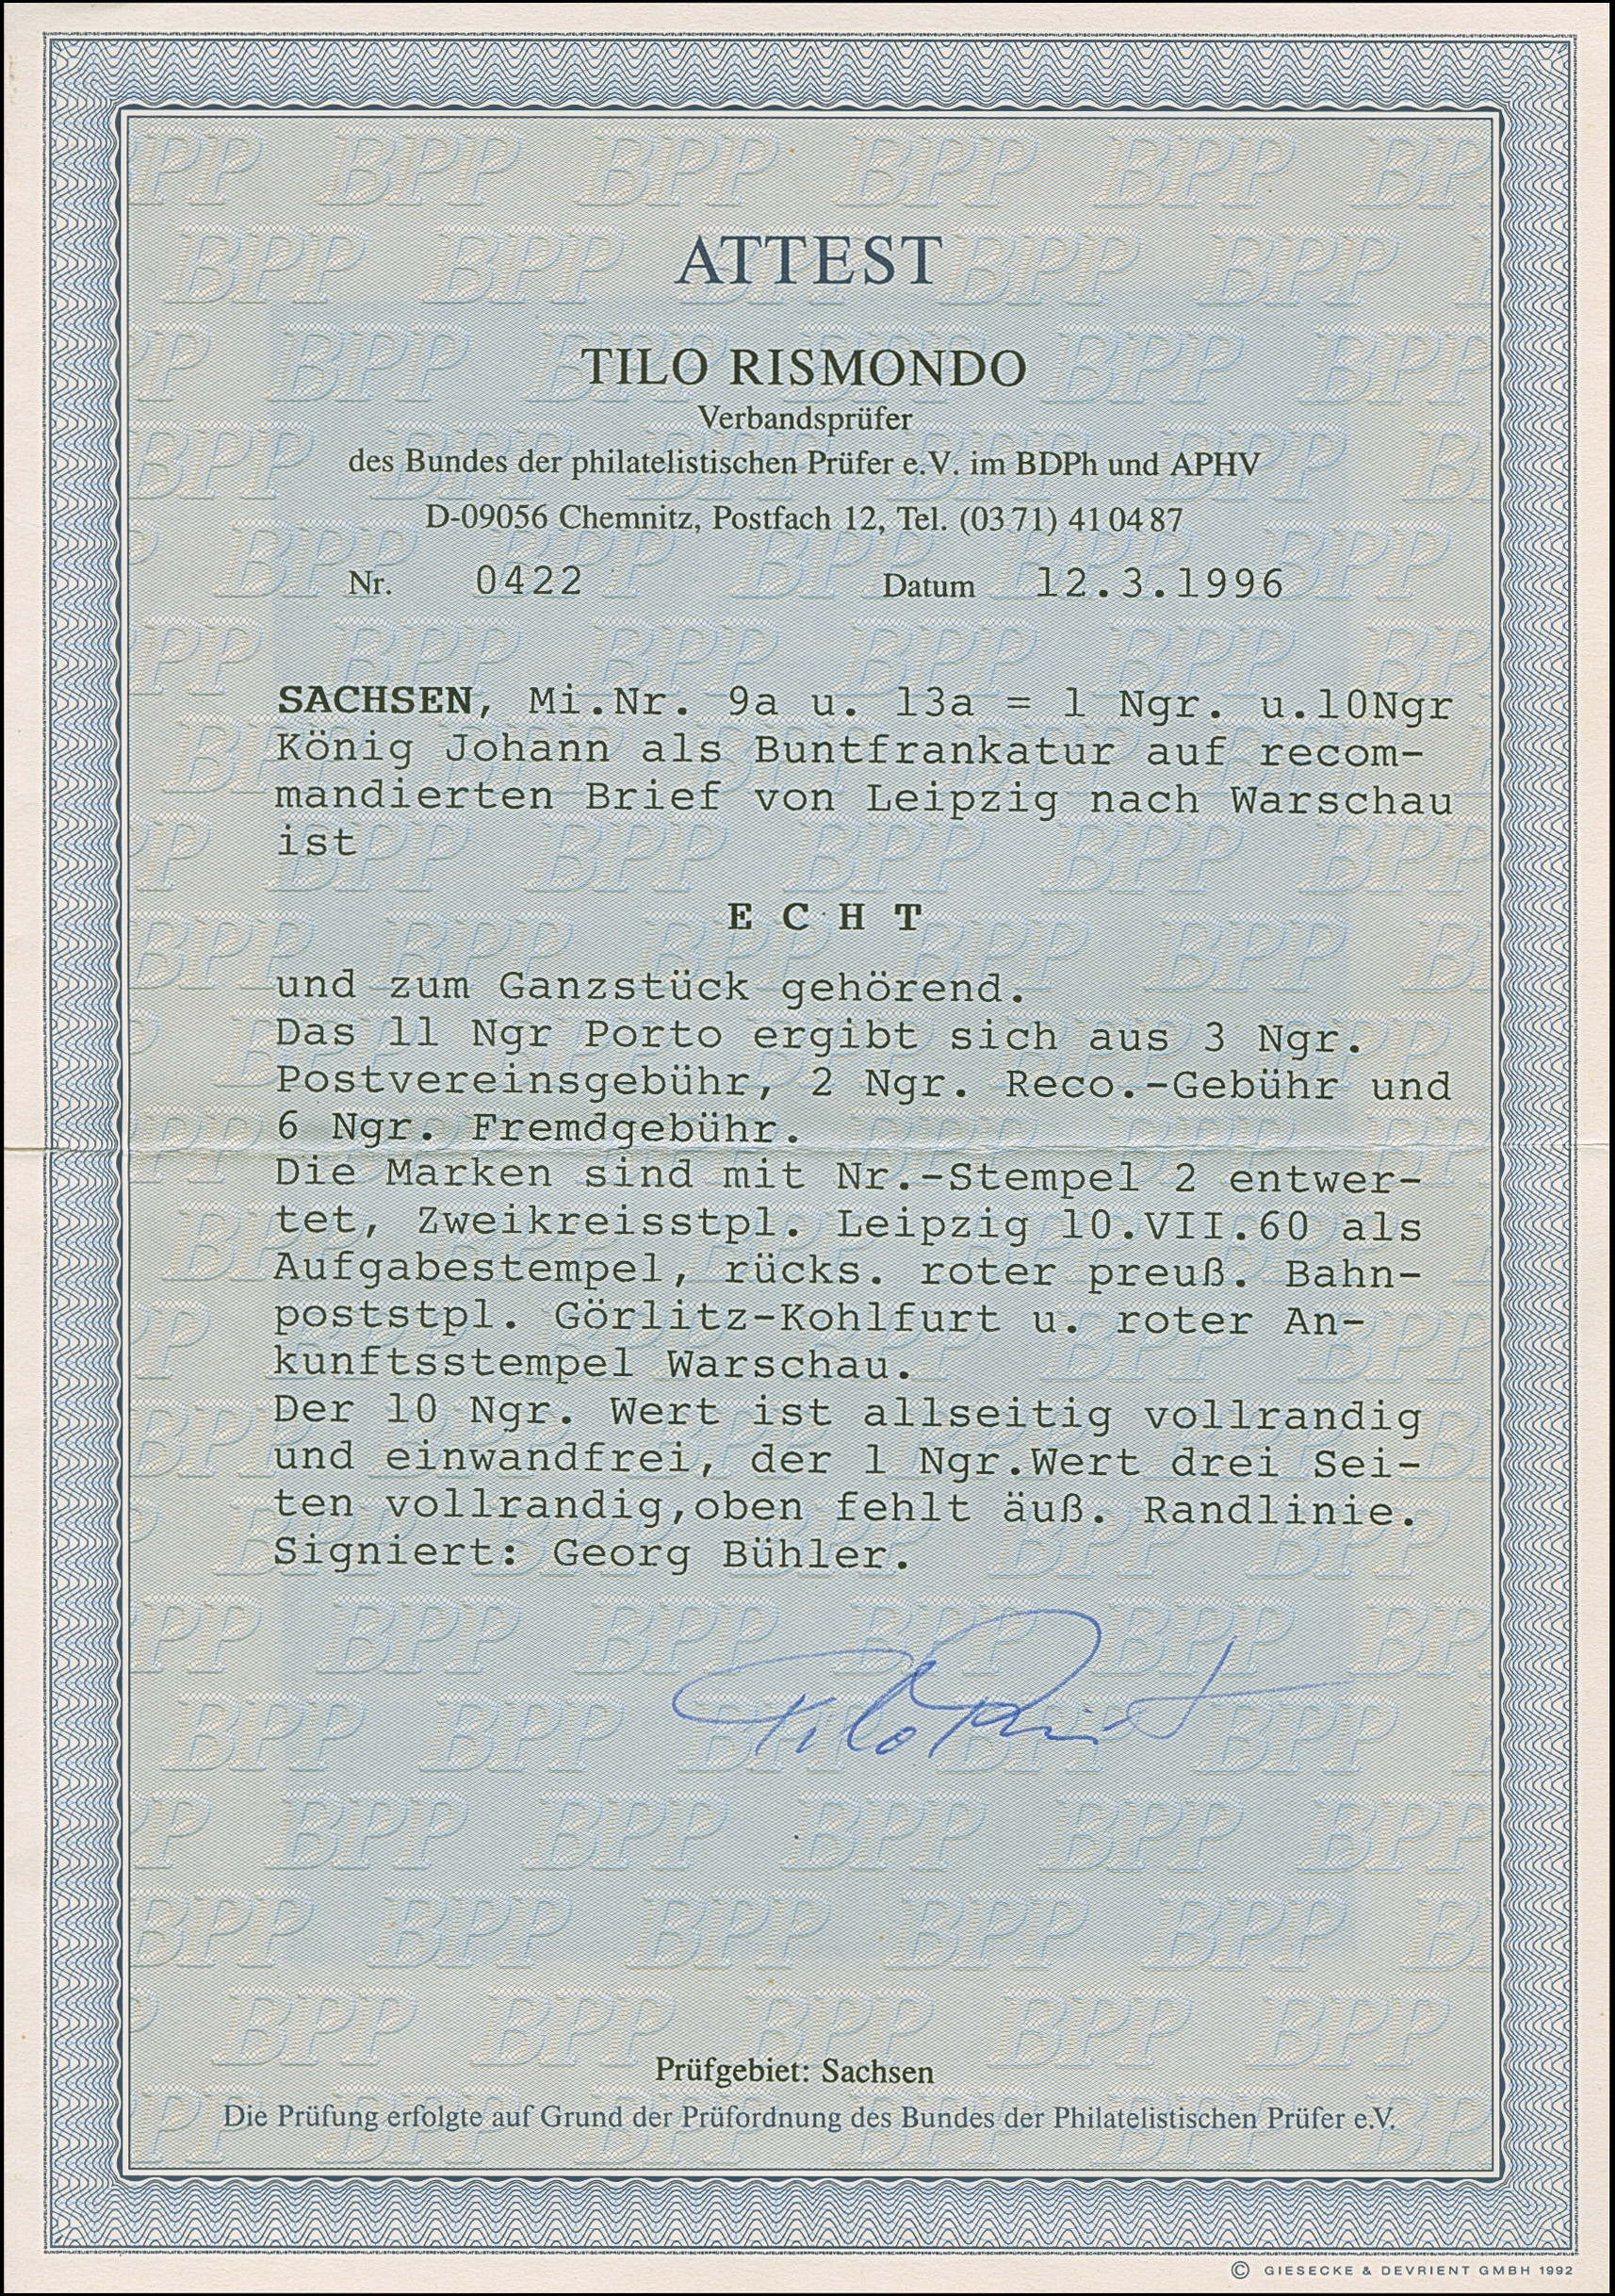 ATTEST
TILO RISMONDO
Verbandsprüfer
des Bundes der philatelistischen Prüfer e.V. im BDPh und APHV
D-09056 Chemnitz, Postfach 12, Tel. (03 71) 41 04 87
Nr. 0422 Datum 12.3.1996
SACHSEN, Mi.Nr. 9a u. 13a = 1 Ngr. u.10Ngr
König Johann als Buntfrankatur auf recom-
mandierten Brief von Leipzig nach Warschau
ist
E C H T
und zum Ganzstück gehörend.
Das 11 Ngr Porto ergibt sich aus 3 Ngr.
Postvereinsgebühr, 2 Ngr. Reco.-Gebühr und
6 Ngr. Fremdgebühr.
Die Marken sind mit Nr.-Stempel 2 entwer-
tet, Zweikreisstpl. Leipzig 10.VII.60 als
Aufgabestempel, rücks. roter preuß. Bahn-
poststpl. Görlitz-Kohlfurt u. roter An-
kunftsstempel Warschau.
Der 10 Ngr. Wert ist allseitig vollrandig
und einwandfrei, der 1 Ngr.Wert drei Sei-
ten vollrandig,oben fehlt äuß. Randlinie.
Signiert: Georg Bühler.
Prüfgebiet: Sachsen
Die Prüfung erfolgte auf Grund der Prüfordnung des Bundes der Philatelistischen Prüfer e.V.
© GIESECKE & DEVRIENT GMBH 1992